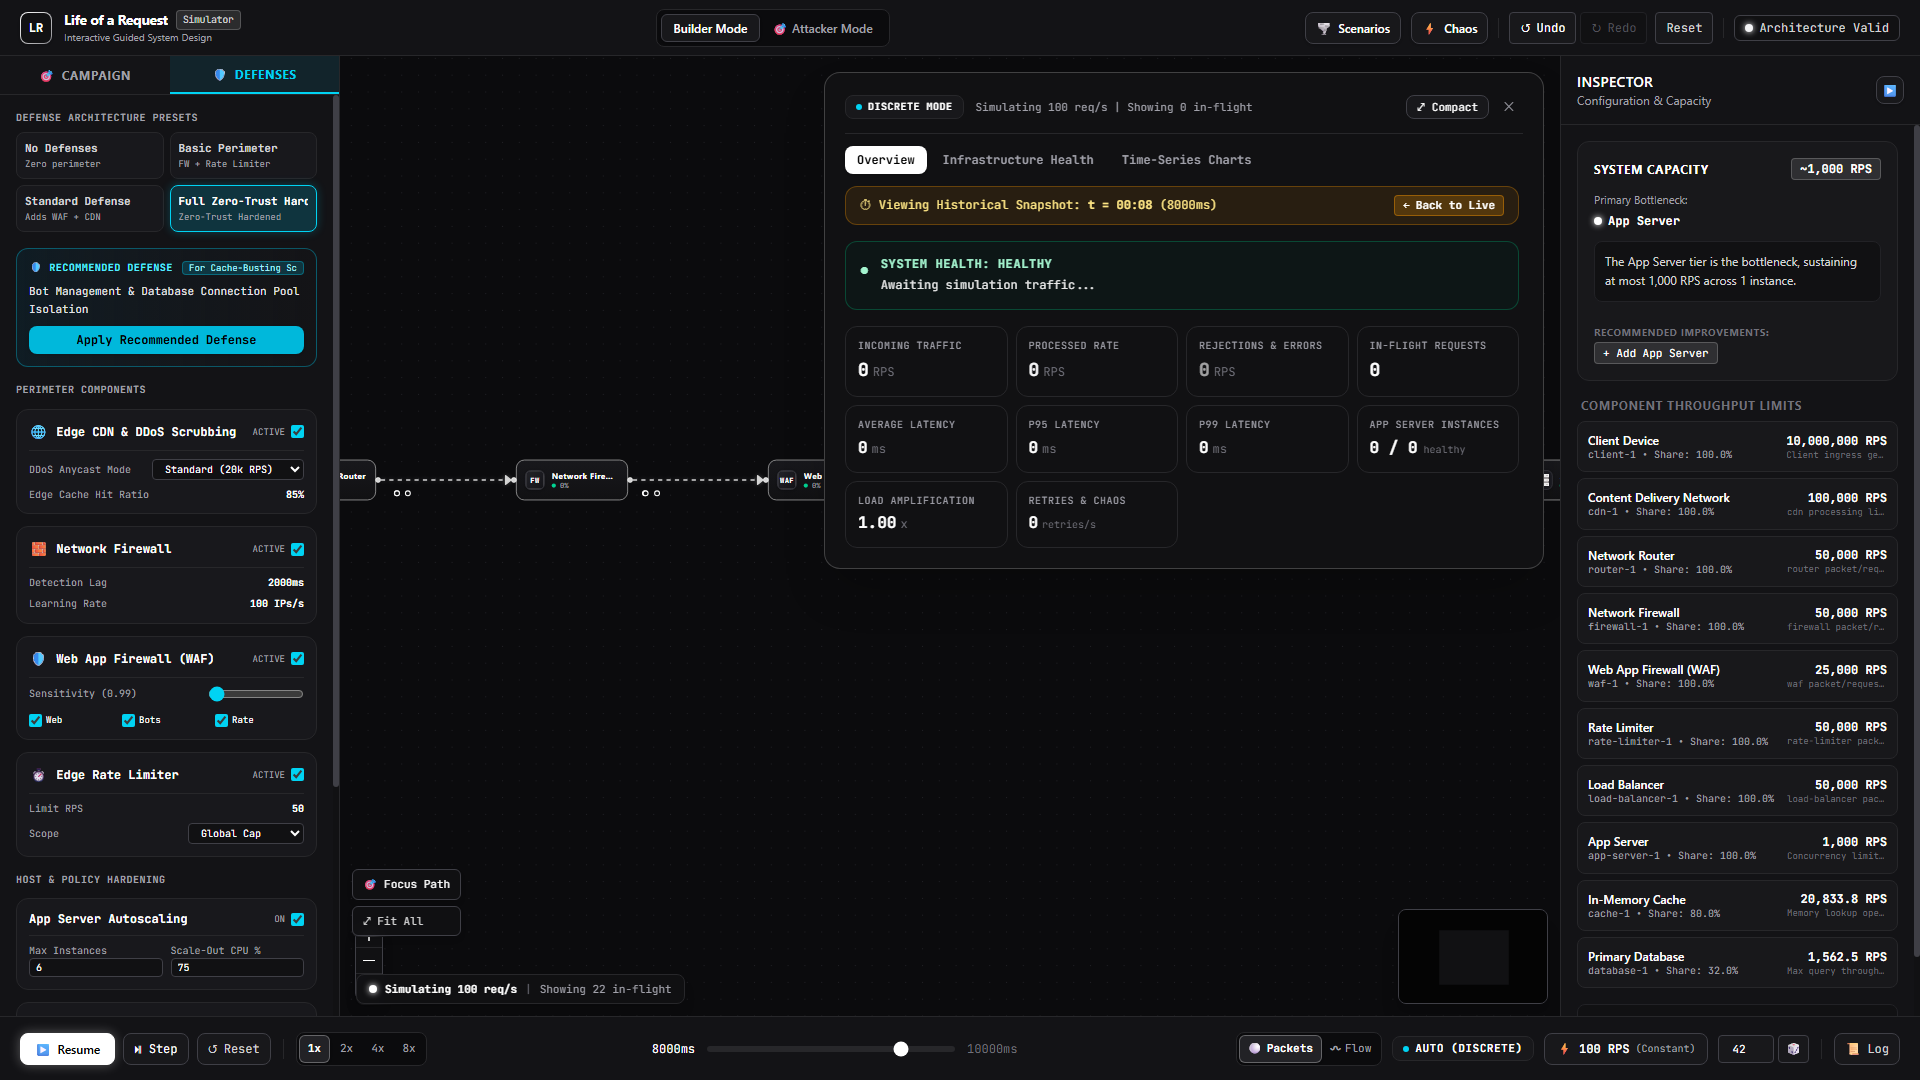 LR
Life of a Request
Simulator
Interactive Guided System Design
Builder Mode
Attacker Mode
Scenarios
Chaos
↺ Undo
↻ Redo
Reset
Architecture Valid
CAMPAIGN
DEFENSES
DEFENSE ARCHITECTURE PRESETS
No Defenses
Zero perimeter
Basic Perimeter
FW + Rate Limiter
Standard Defense
Adds WAF + CDN
Full Zero-Trust Hard
Zero-Trust Hardened
RECOMMENDED DEFENSE
For Cache-Busting Sc
Bot Management & Database Connection Pool
Isolation
Apply Recommended Defense
PERIMETER COMPONENTS
Edge CDN & DDoS Scrubbing
ACTIVE
DDoS Anycast Mode
Standard (20k RPS)
Edge Cache Hit Ratio
85%
Network Firewall
ACTIVE
Detection Lag
2000ms
Learning Rate
100 IPs/s
Web App Firewall (WAF)
ACTIVE
Sensitivity (0.99)
Web
Bots
Rate
Edge Rate Limiter
ACTIVE
Limit RPS
50
Scope
Global Cap
HOST & POLICY HARDENING
App Server Autoscaling
ON
Max Instances
Scale-Out CPU %
6
75
Router
FW
Network Fire...
0%
WAF
Web
0%
DISCRETE MODE
Simulating 100 req/s | Showing 0 in-flight
⤢ Compact
Overview
Infrastructure Health
Time-Series Charts
⏱ Viewing Historical Snapshot: t = 00:08 (8000ms)
← Back to Live
SYSTEM HEALTH: HEALTHY
Awaiting simulation traffic...
INCOMING TRAFFIC
0 RPS
PROCESSED RATE
0 RPS
REJECTIONS & ERRORS
0 RPS
IN-FLIGHT REQUESTS
0
AVERAGE LATENCY
0 ms
P95 LATENCY
0 ms
P99 LATENCY
0 ms
APP SERVER INSTANCES
0 / 0 healthy
LOAD AMPLIFICATION
1.00 x
RETRIES & CHAOS
0 retries/s
Focus Path
⤢ Fit All
Simulating 100 req/s | Showing 22 in-flight
INSPECTOR
Configuration & Capacity
SYSTEM CAPACITY
~1,000 RPS
Primary Bottleneck:
App Server
The App Server tier is the bottleneck, sustaining
at most 1,000 RPS across 1 instance.
RECOMMENDED IMPROVEMENTS:
+ Add App Server
COMPONENT THROUGHPUT LIMITS
Client Device
10,000,000 RPS
client-1 • Share: 100.0%
Client ingress ge…
Content Delivery Network
100,000 RPS
cdn-1 • Share: 100.0%
cdn processing li…
Network Router
50,000 RPS
router-1 • Share: 100.0%
router packet/req…
Network Firewall
50,000 RPS
firewall-1 • Share: 100.0%
firewall packet/r…
Web App Firewall (WAF)
25,000 RPS
waf-1 • Share: 100.0%
waf packet/reques…
Rate Limiter
50,000 RPS
rate-limiter-1 • Share: 100.0%
rate-limiter pack…
Load Balancer
50,000 RPS
load-balancer-1 • Share: 100.0%
load-balancer pac…
App Server
1,000 RPS
app-server-1 • Share: 100.0%
Concurrency limit…
In-Memory Cache
20,833.8 RPS
cache-1 • Share: 80.0%
Memory lookup ope…
Primary Database
1,562.5 RPS
database-1 • Share: 32.0%
Max query through…
Resume
Step
↺ Reset
1x
2x
4x
8x
8000ms
10000ms
Packets
Flow
AUTO (DISCRETE)
100 RPS (Constant)
42
Log